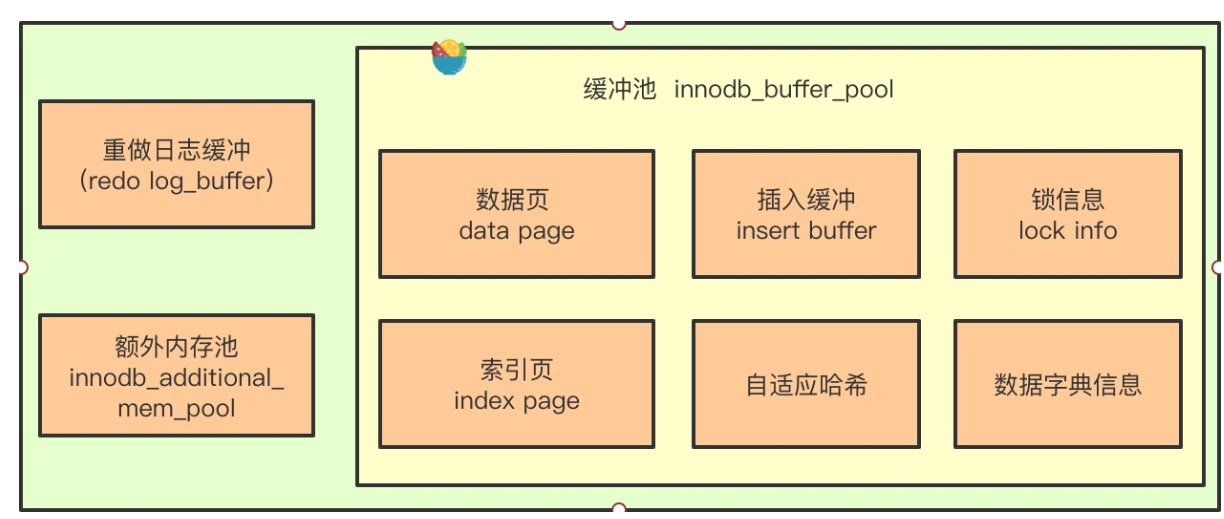 缓冲池 innodb_buffer_pool
重做日志缓冲
(redo log_buffer)
数据页
data page
插入缓冲
insert buffer
锁信息
lock info
额外内存池
innodb_additional_
mem_pool
索引页
index page
自适应哈希
数据字典信息